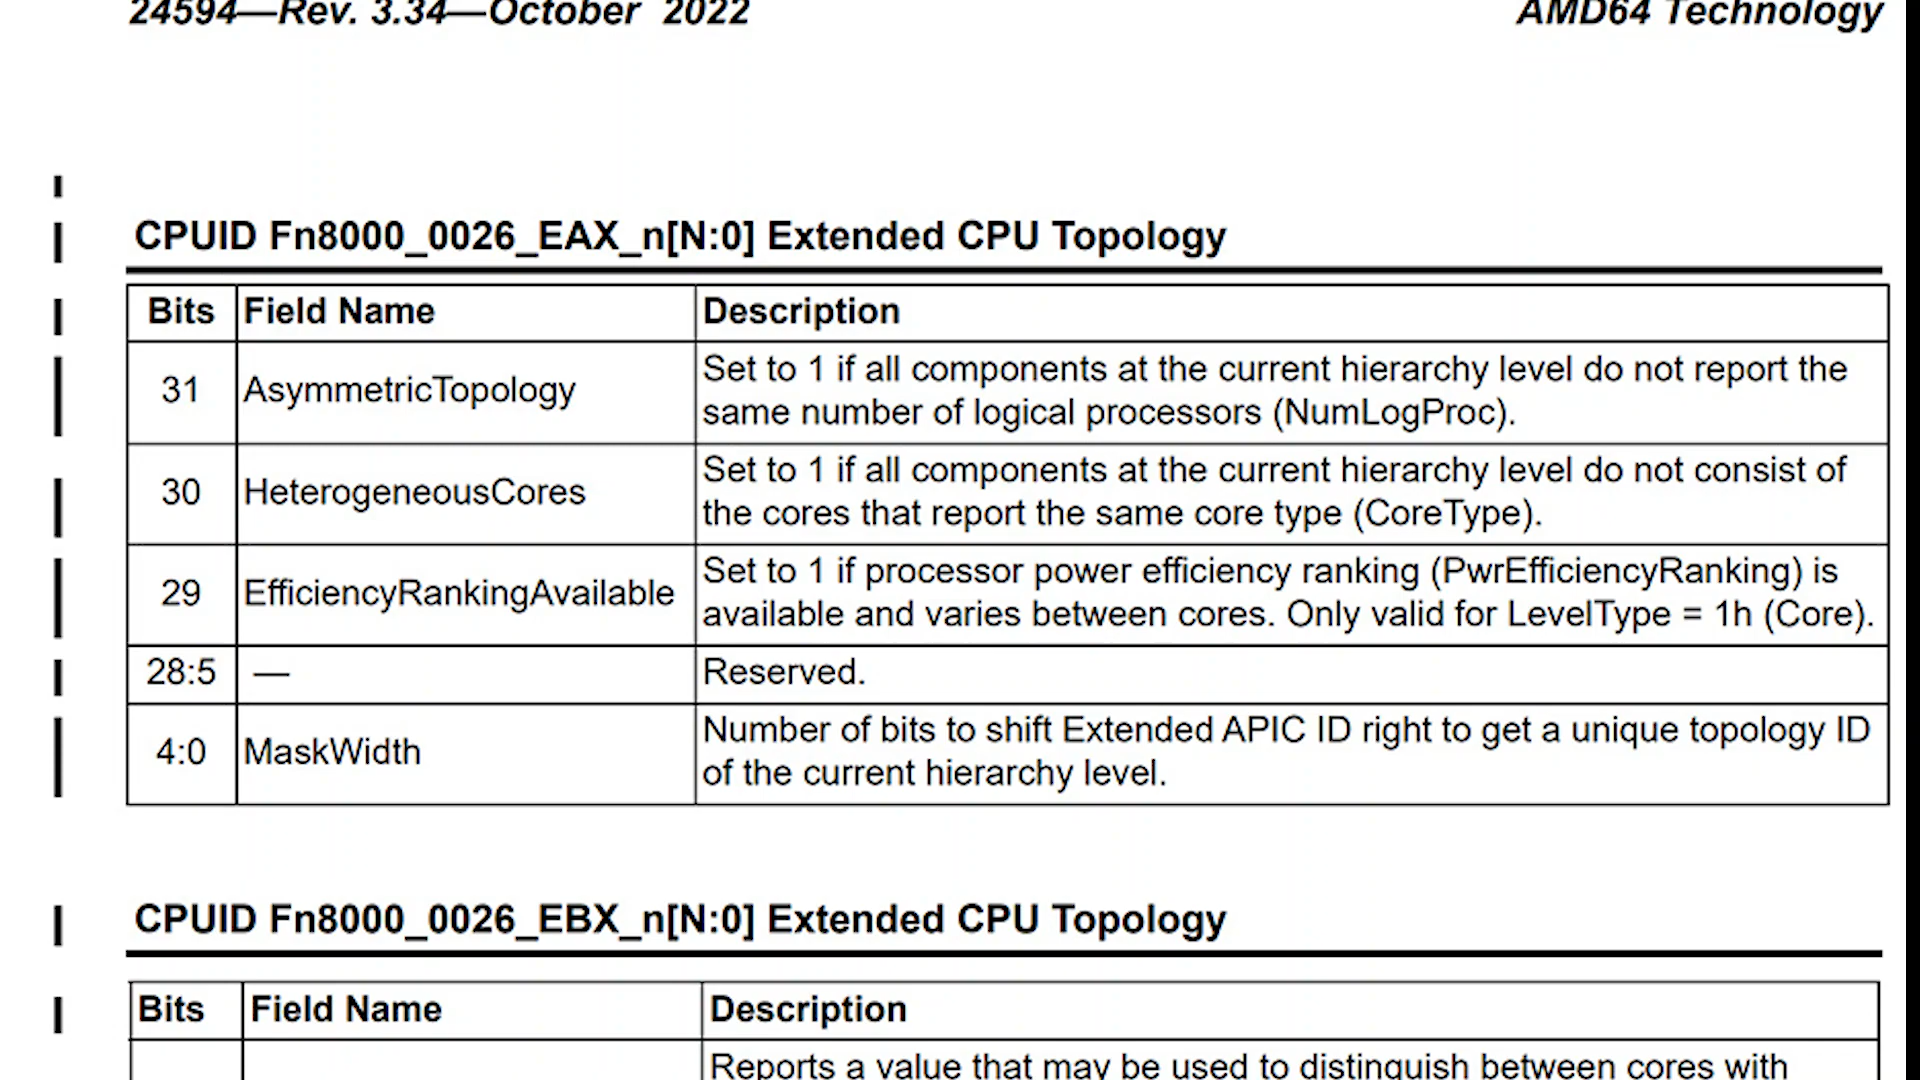 24594—Rev. 3.34—October 2022
AMD64 Technology
CPUID Fn8000_0026_EAX_n[N:0] Extended CPU Topology
Bits Field Name Description
31 AsymmetricTopology Set to 1 if all components at the current hierarchy level do not report the
same number of logical processors (NumLogProc).
30 HeterogeneousCores Set to 1 if all components at the current hierarchy level do not consist of
the cores that report the same core type (CoreType).
29 EfficiencyRankingAvailable Set to 1 if processor power efficiency ranking (PwrEfficiencyRanking) is
available and varies between cores. Only valid for LevelType = 1h (Core).
28:5 — Reserved.
4:0 MaskWidth Number of bits to shift Extended APIC ID right to get a unique topology ID
of the current hierarchy level.
CPUID Fn8000_0026_EBX_n[N:0] Extended CPU Topology
Bits Field Name Description
Reports a value that may be used to distinguish between cores with